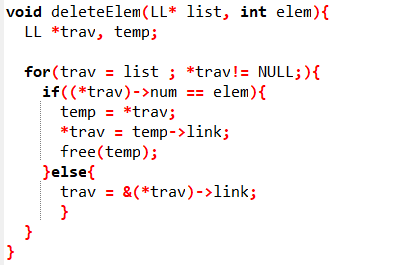 void deleteElem(LL* list, int elem){
LL *trav, temp;
for(trav = list ; *trav!= NULL;){
if((*trav)->num == elem){
temp = *trav;
*trav = temp->link;
free(temp);
}else{
trav = &(*trav)->link;
}
}
}